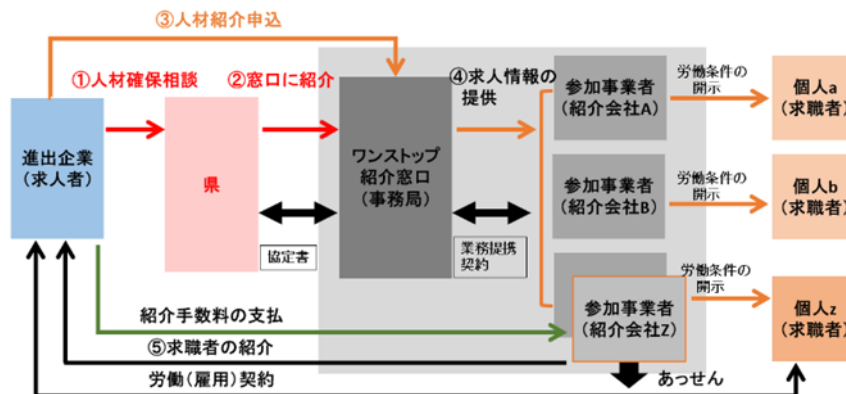 ③人材紹介申込
①人材確保相談
②窓口に紹介
④求人情報の
提供
進出企業
(求人者)
県
ワンストップ
紹介窓口
(事務局)
協定書
業務提携
契約
参加事業者
(紹介会社A)
労働条件の
開示
個人a
(求職者)
参加事業者
(紹介会社B)
労働条件の
開示
個人b
(求職者)
参加事業者
(紹介会社Z)
労働条件の
開示
個人z
(求職者)
紹介手数料の支払
⑤求職者の紹介
労働(雇用)契約
あっせん